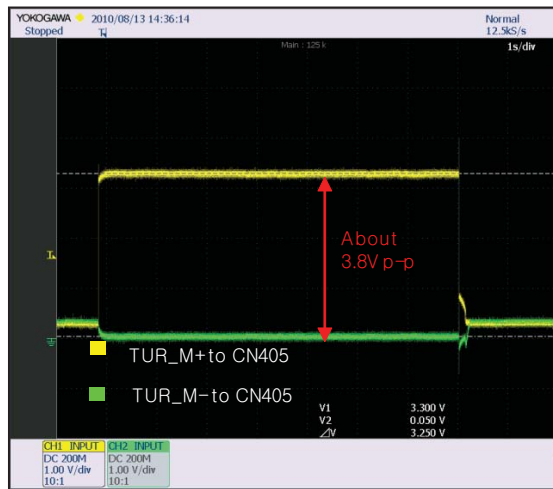 YOKOGAWA 2010/08/13 14:36:14 Normal
Stopped 12.5kS/s
Main : 125 k 1s/div
About
3.8V p-p
TUR_M+to CN405
TUR_M-to CN405
V1 3.300 V
V2 0.050 V
⊿V 3.250 V
CH1 INPUT CH2 INPUT
DC 200M DC 200M
1.00 V/div 1.00 V/div
10:1 10:1